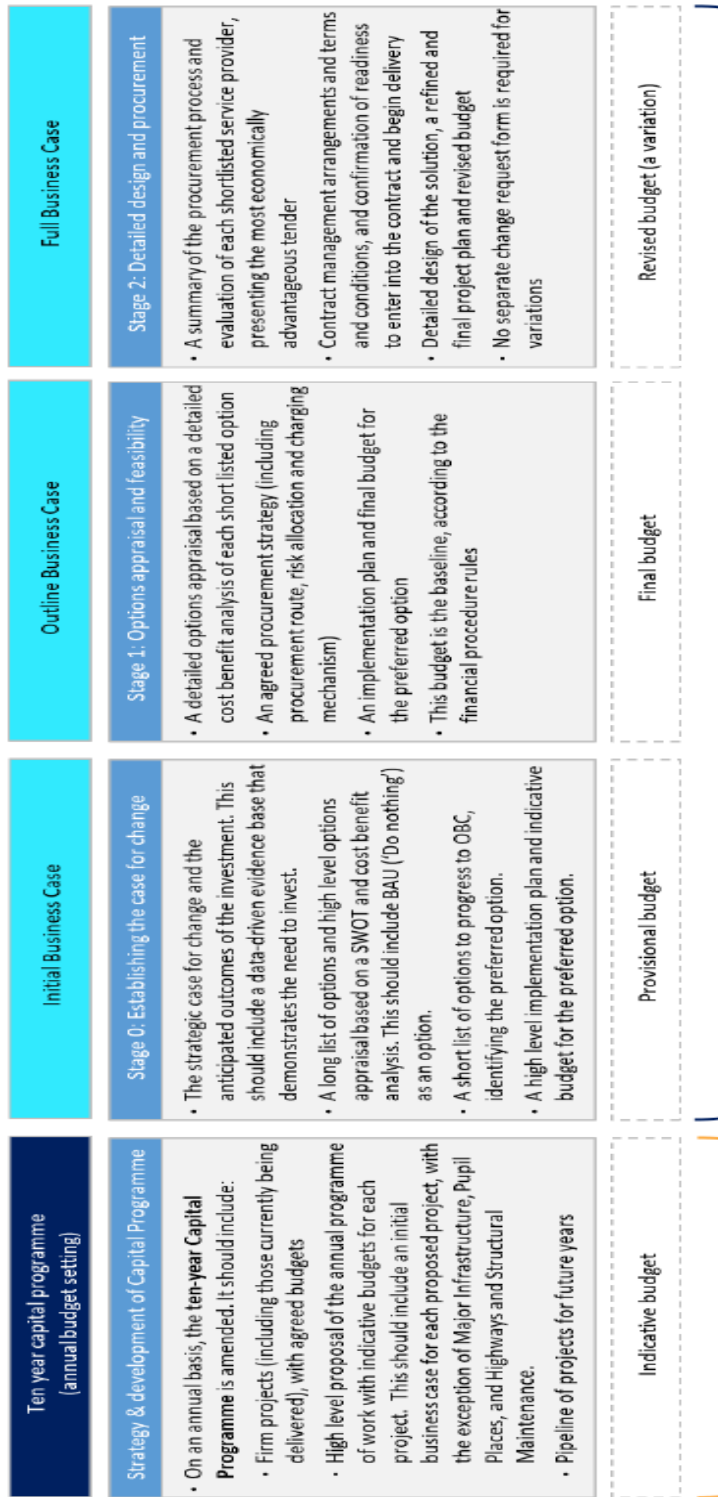 Ten year capital programme
(annual budget setting)
Strategy & development of Capital Programme
• On an annual basis, the ten-year Capital
Programme is amended. It should include:
• Firm projects (including those currently being
delivered), with agreed budgets
• High level proposal of the annual programme
of work with indicative budgets for each
project. This should include an initial
business case for each proposed project, with
the exception of Major Infrastructure, Pupil
Places, and Highways and Structural
Maintenance.
• Pipeline of projects for future years
Indicative budget
Initial Business Case
Stage 0: Establishing the case for change
• The strategic case for change and the
anticipated outcomes of the investment. This
should include a data-driven evidence base that
demonstrates the need to invest.
• A long list of options and high level options
appraisal based on a SWOT and cost benefit
analysis. This should include BAU ('Do nothing')
as an option.
• A short list of options to progress to OBC,
identifying the preferred option.
• A high level implementation plan and indicative
budget for the preferred option.
Provisional budget
Outline Business Case
Stage 1: Options appraisal and feasibility
• A detailed options appraisal based on a detailed
cost benefit analysis of each short listed option
• An agreed procurement strategy (including
procurement route, risk allocation and charging
mechanism)
• An implementation plan and final budget for
the preferred option
• This budget is the baseline, according to the
financial procedure rules
Final budget
Full Business Case
Stage 2: Detailed design and procurement
• A summary of the procurement process and
evaluation of each shortlisted service provider,
presenting the most economically
advantageous tender
• Contract management arrangements and terms
and conditions, and confirmation of readiness
to enter into the contract and begin delivery
• Detailed design of the solution, a refined and
final project plan and revised budget
• No separate change request form is required for
variations
Revised budget (a variation)